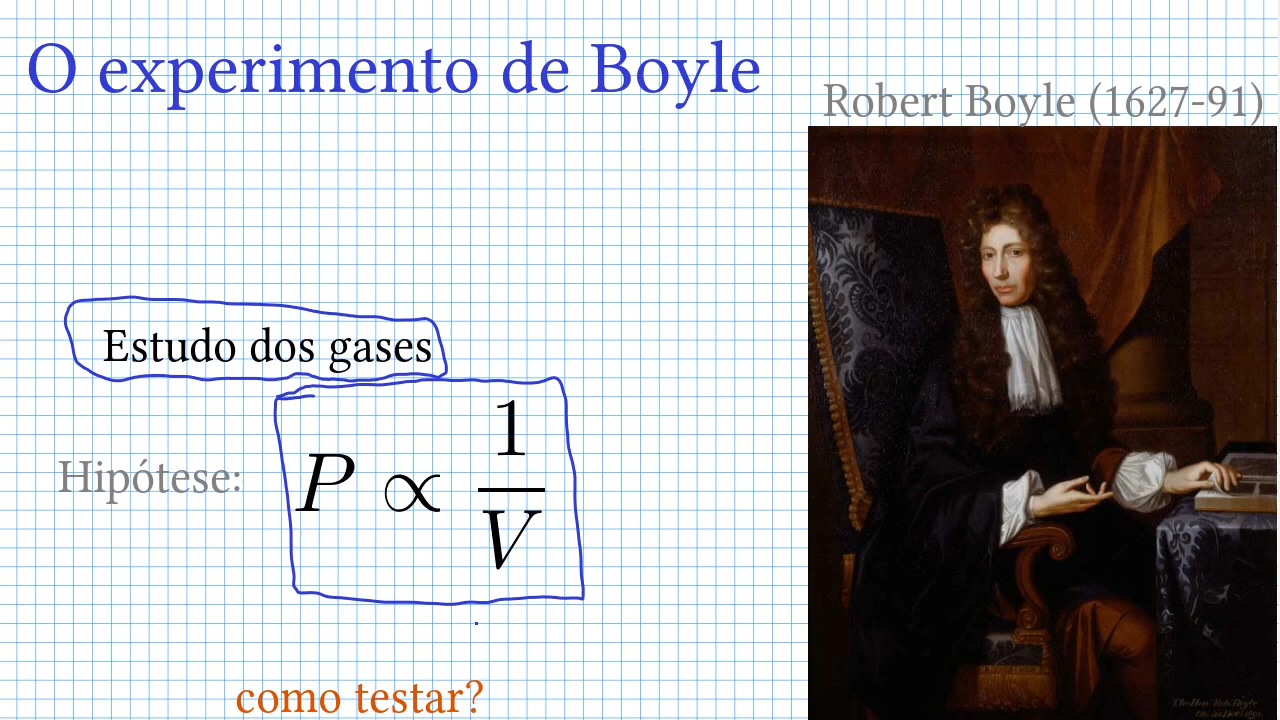 O experimento de Boyle
Robert Boyle (1627-91)
Estudo dos gases
Hipótese:
P ∝ 1/V
como testar?